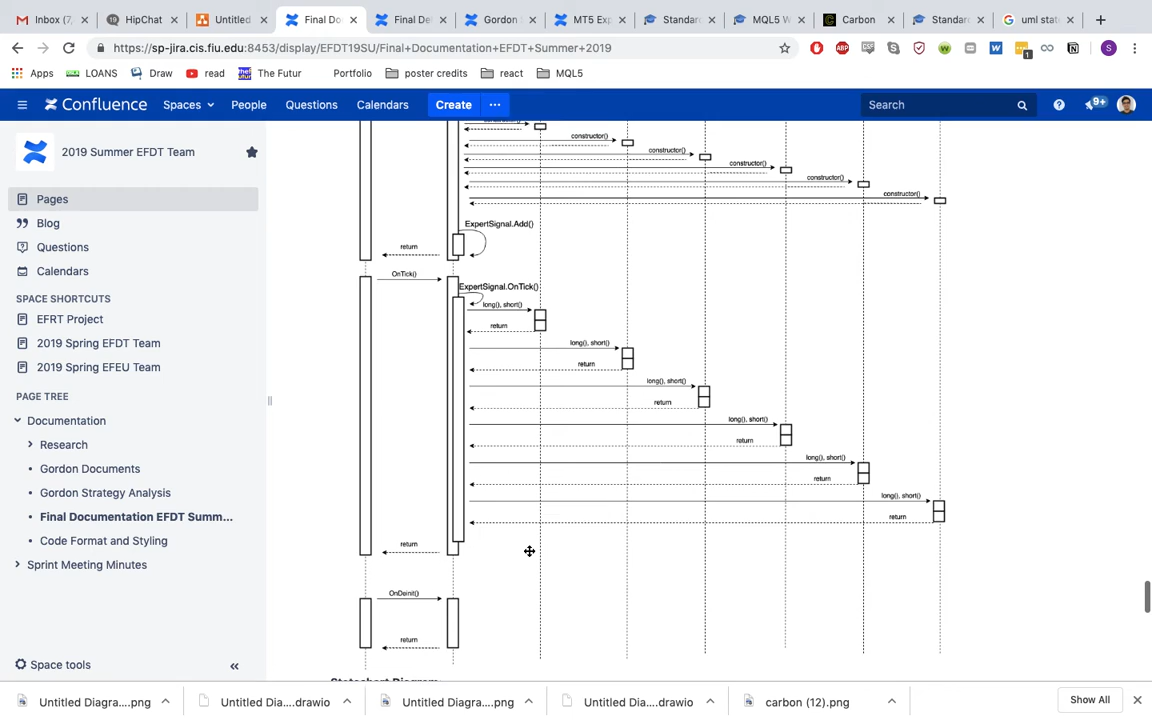 Inbox (7,
HipChat
Untitled
Final Do
Final De
Gordon
MT5 Exp
Standar
MQL5 W
Carbon
Standar
uml stat
https://sp-jira.cis.fiu.edu:8453/display/EFDT19SU/Final+Documentation+EFDT+Summer+2019
Apps LOANS Draw read The Futur Portfolio poster credits react MQL5
Confluence Spaces People Questions Calendars Create ... Search 9+
2019 Summer EFDT Team
Pages
Blog
Questions
Calendars
SPACE SHORTCUTS
EFRT Project
2019 Spring EFDT Team
2019 Spring EFEU Team
PAGE TREE
Documentation
Research
Gordon Documents
Gordon Strategy Analysis
Final Documentation EFDT Summ...
Code Format and Styling
Sprint Meeting Minutes
Space tools
constructor()
constructor()
constructor()
constructor()
constructor()
constructor()
ExpertSignal.Add()
return
OnTick()
ExpertSignal.OnTick()
long(), short()
return
long(), short()
return
long(), short()
return
long(), short()
return
long(), short()
return
long(), short()
return
return
OnDeinit()
return
Statechart Diagram
Untitled Diagra....png
Untitled Dia....drawio
Untitled Diagra....png
Untitled Dia....drawio
carbon (12).png
Show All